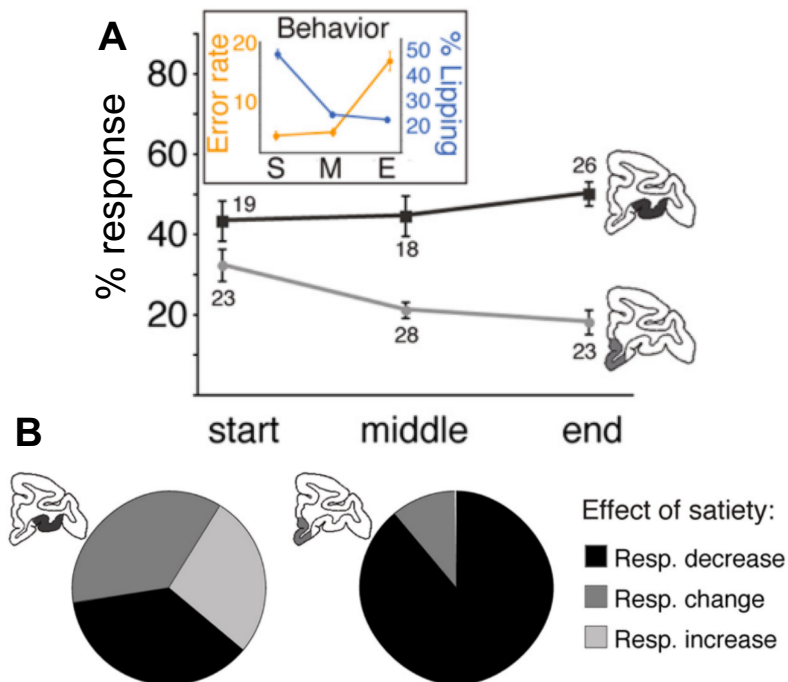 A
Behavior
Error rate
20
10
% Lipping
50
40
30
20
S M E
% response
80
60
40
20
19
18
26
23
28
23
start middle end
B
Effect of satiety:
Resp. decrease
Resp. change
Resp. increase